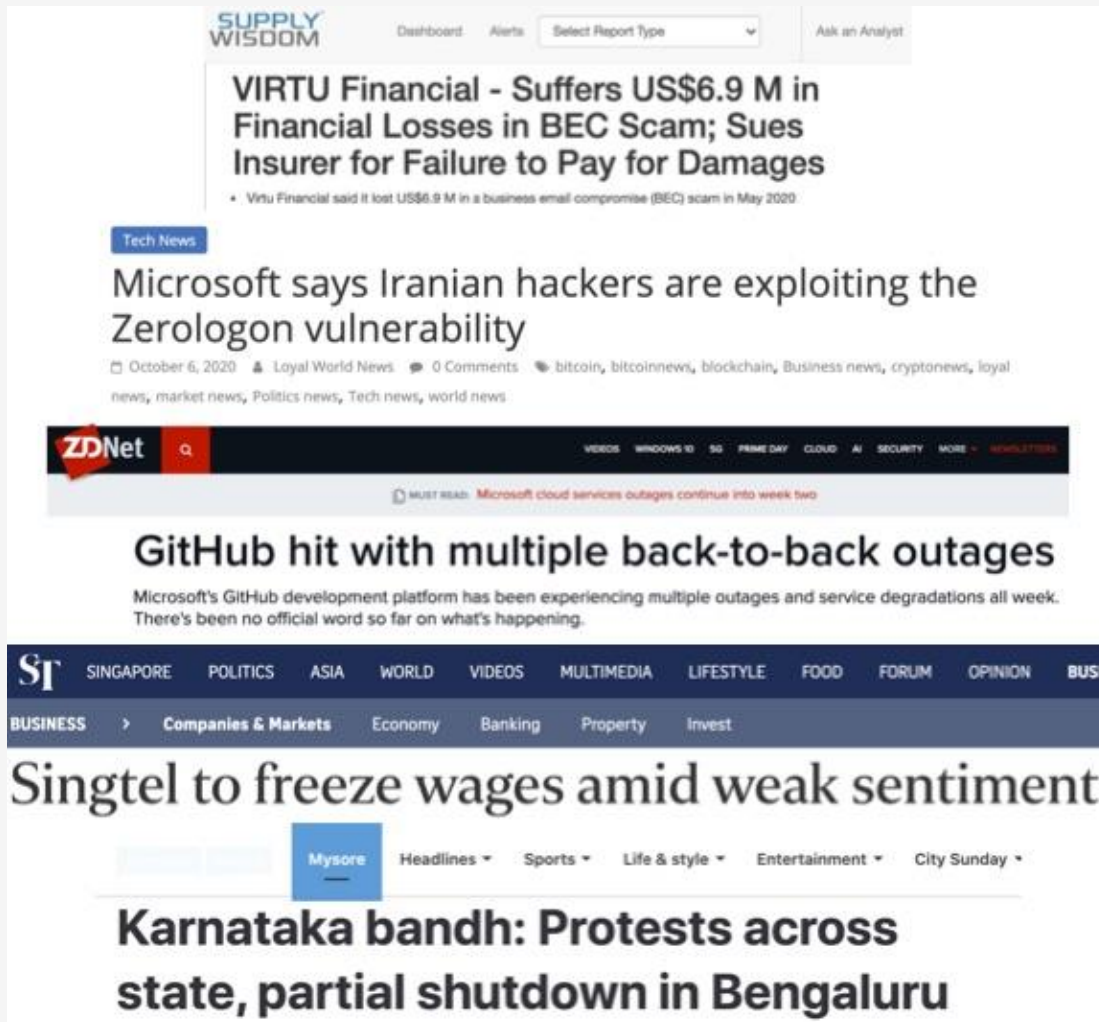 SUPPLY
WISDOM
Dashboard Alerts Select Report Type Ask an Analyst
VIRTU Financial - Suffers US$6.9 M in
Financial Losses in BEC Scam; Sues
Insurer for Failure to Pay for Damages
• Virtu Financial said it lost US$6.9 M in a business email compromise (BEC) scam in May 2020
Tech News
Microsoft says Iranian hackers are exploiting the
Zerologon vulnerability
October 6, 2020 Loyal World News 0 Comments bitcoin, bitcoinnews, blockchain, Business news, cryptonews, loyal
news, market news, Politics news, Tech news, world news
ZDNet VIDEOS WINDOWS 10 5G PRIME DAY CLOUD AI SECURITY MORE NEWSLETTERS
MUST READ: Microsoft cloud services outages continue into week two
GitHub hit with multiple back-to-back outages
Microsoft's GitHub development platform has been experiencing multiple outages and service degradations all week.
There's been no official word so far on what's happening.
ST SINGAPORE POLITICS ASIA WORLD VIDEOS MULTIMEDIA LIFESTYLE FOOD FORUM OPINION BUSI
BUSINESS > Companies & Markets Economy Banking Property Invest
Singtel to freeze wages amid weak sentiment
Mysore Headlines Sports Life & style Entertainment City Sunday
Karnataka bandh: Protests across
state, partial shutdown in Bengaluru